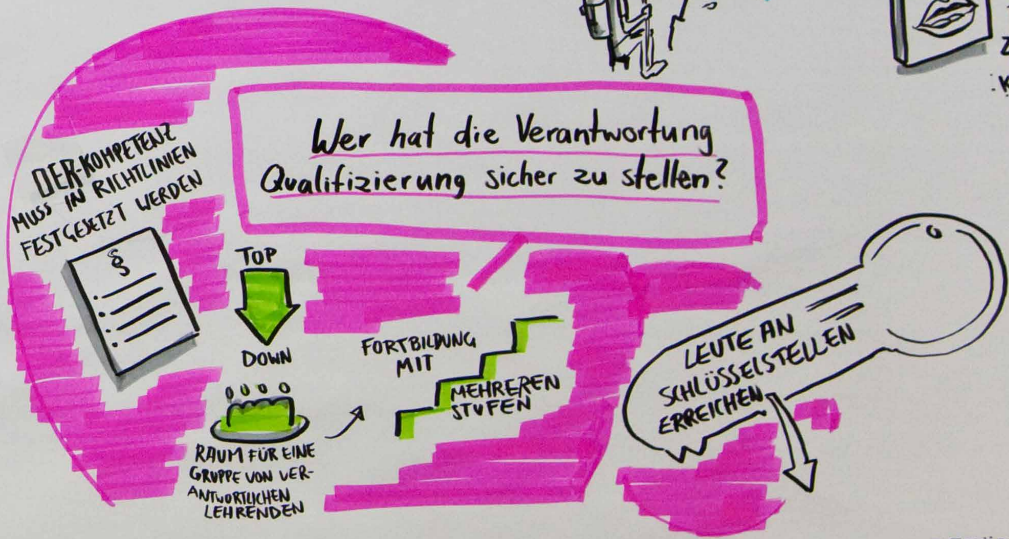 Wer hat die Verantwortung
Qualifizierung sicher zu stellen?
OER-KOMPETENZ
MUSS IN RICHTLINIEN
FESTGESETZT WERDEN
§
TOP
DOWN
RAUM FÜR EINE
GRUPPE VON VER-
ANTWORTLICHEN
LEHRENDEN
FORTBILDUNG
MIT
MEHREREN
STUFEN
LEUTE AN
SCHLÜSSELSTELLEN
ERREICHEN